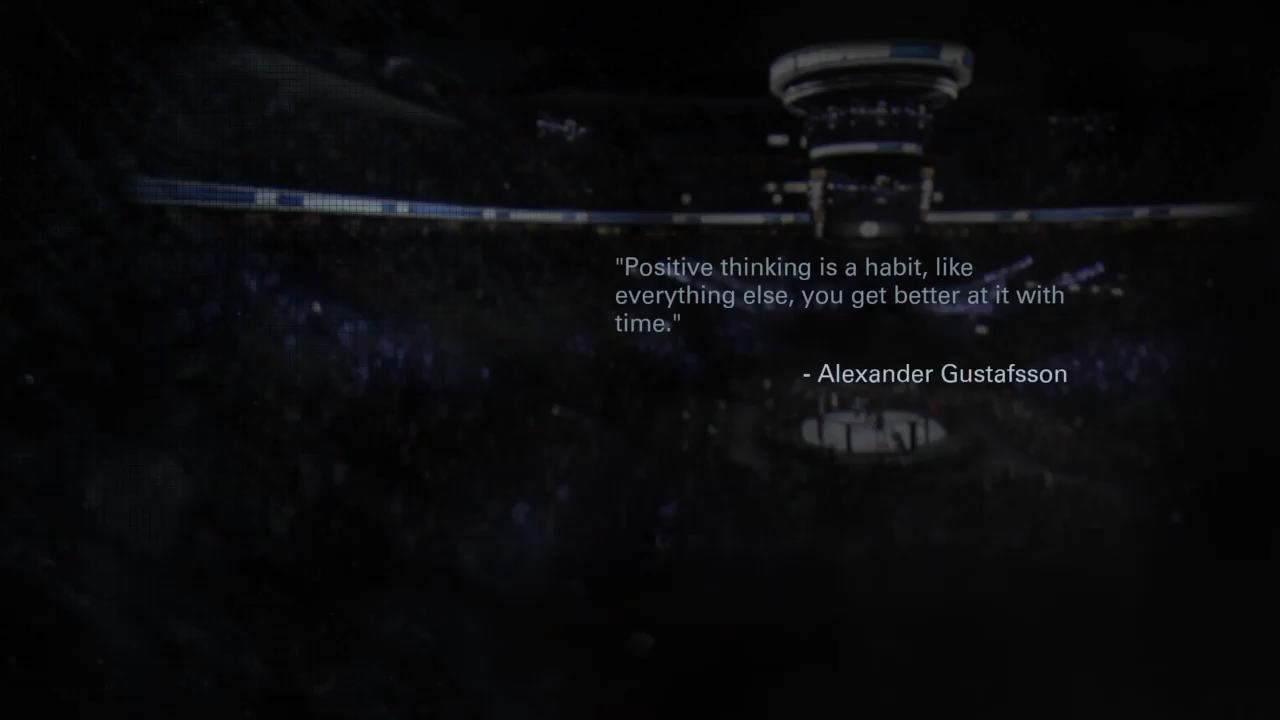 "Positive thinking is a habit, like
everything else, you get better at it with
time."
- Alexander Gustafsson